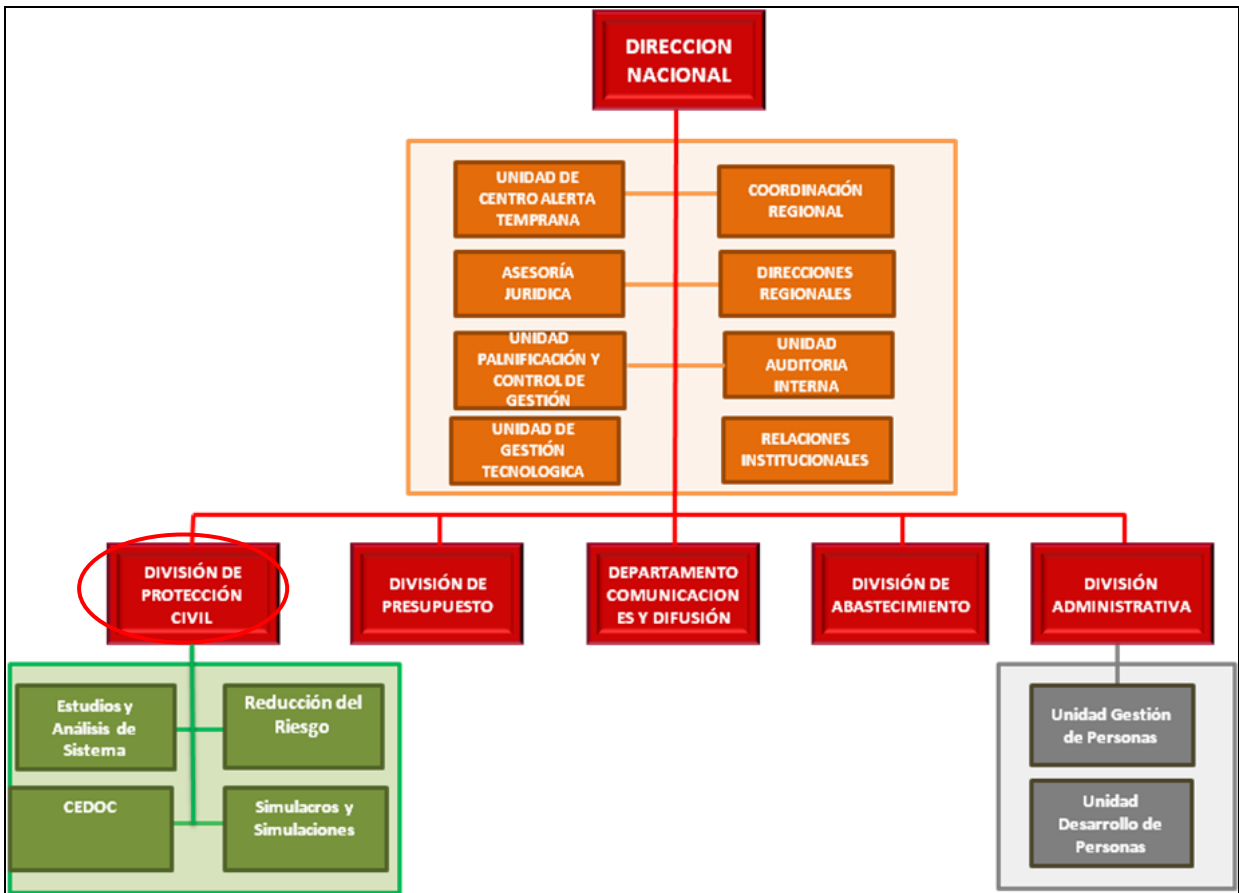 DIRECCION
NACIONAL
UNIDAD DE
CENTRO ALERTA
TEMPRANA
COORDINACIÓN
REGIONAL
ASESORÍA
JURIDICA
DIRECCIONES
REGIONALES
UNIDAD
PALNIFICACIÓN Y
CONTROL DE
GESTIÓN
UNIDAD
AUDITORIA
INTERNA
UNIDAD DE
GESTIÓN
TECNOLOGICA
RELACIONES
INSTITUCIONALES
DIVISIÓN DE
PROTECCIÓN
CIVIL
DIVISIÓN DE
PRESUPUESTO
DEPARTAMENTO
COMUNICACION
ES Y DIFUSIÓN
DIVISIÓN DE
ABASTECIMIENTO
DIVISIÓN
ADMINISTRATIVA
Estudios y
Análisis de
Sistema
Reducción del
Riesgo
CEDOC
Simulacros y
Simulaciones
Unidad Gestión
de Personas
Unidad
Desarrollo de
Personas